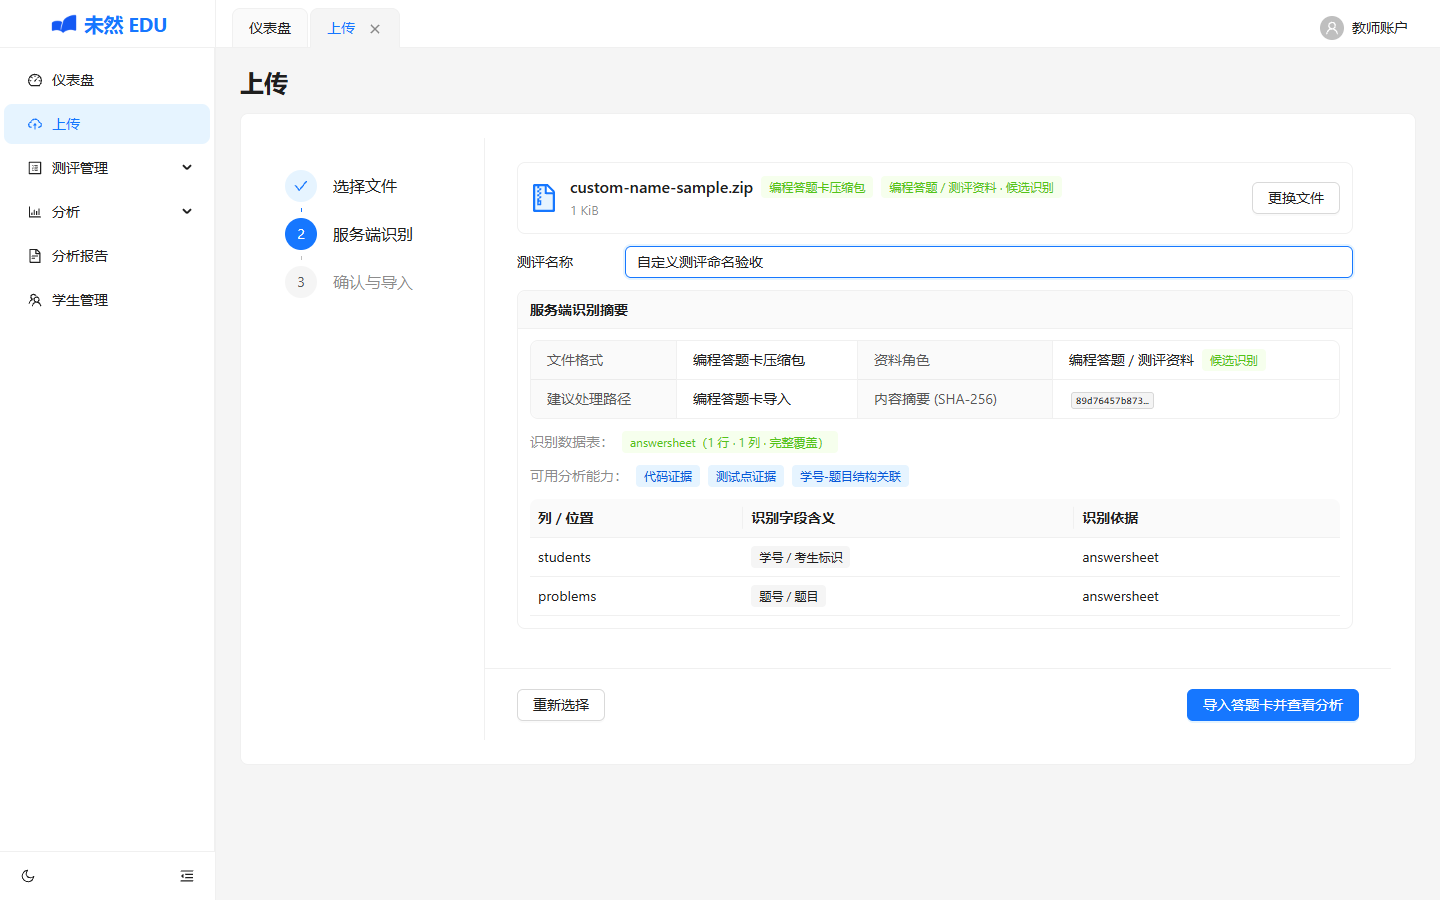 未然 EDU
仪表盘
上传
教师账户
仪表盘
上传
测评管理
分析
分析报告
学生管理
上传
选择文件
2 服务端识别
3 确认与导入
custom-name-sample.zip 编程答题卡压缩包 编程答题 / 测评资料 · 候选识别
1 KiB
更换文件
测评名称 自定义测评命名验收
服务端识别摘要
文件格式 编程答题卡压缩包 资料角色 编程答题 / 测评资料 候选识别
建议处理路径 编程答题卡导入 内容摘要 (SHA-256) 89d76457b873…
识别数据表： answersheet（1 行 · 1 列 · 完整覆盖）
可用分析能力： 代码证据 测试点证据 学号-题目结构关联
列 / 位置 识别字段含义 识别依据
students 学号 / 考生标识 answersheet
problems 题号 / 题目 answersheet
重新选择 导入答题卡并查看分析